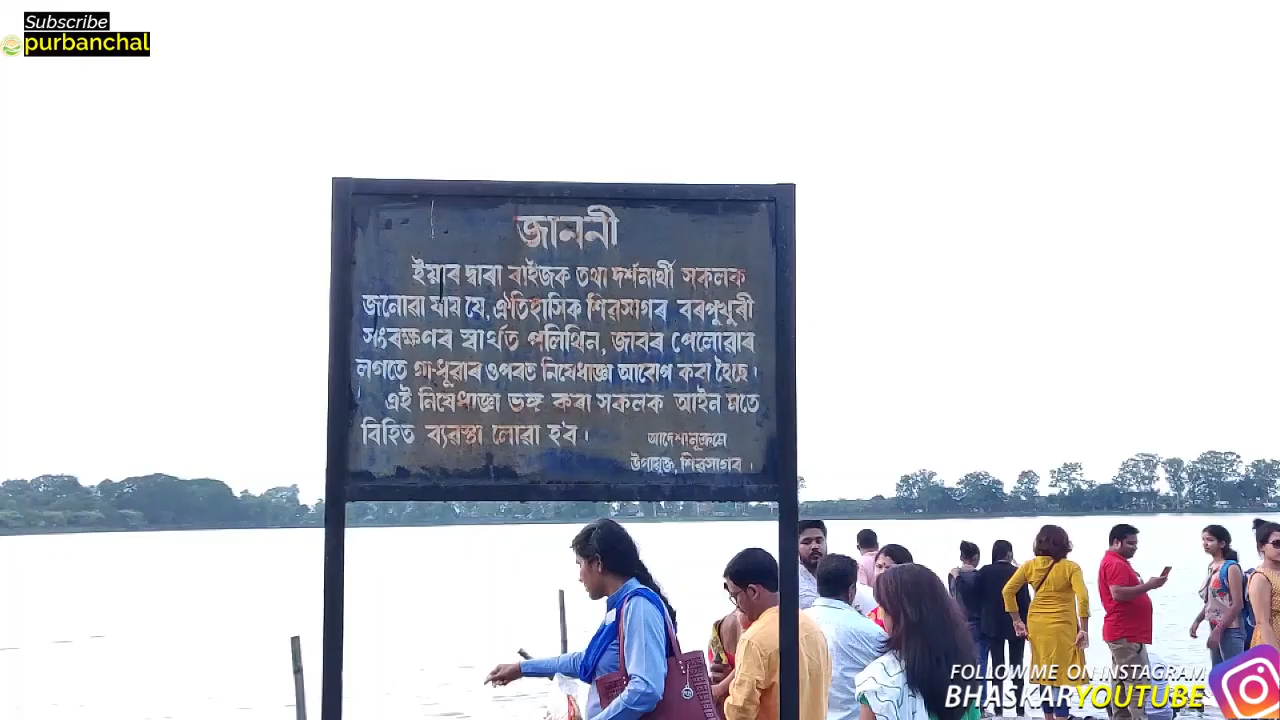 Subscribe
purbanchal
জাননী
ইয়াৰ দ্বাৰা ৰাইজক তথা দৰ্শনাৰ্থী সকলক
জনোৱা যায় যে, ঐতিহাসিক শিৱসাগৰ বৰপুখুৰী
সংৰক্ষণৰ স্বাৰ্থত পলিথিন, জাবৰ পেলোৱাৰ
লগতে গা-ধুৱাৰ ওপৰত নিষেধাজ্ঞা আৰোপ কৰা হৈছে।
এই নিষেধাজ্ঞা ভঙ্গ কৰা সকলক আইন মতে
বিহিত ব্যৱস্থা লোৱা হ'ব।
আদেশানুক্ৰমে
উপায়ুক্ত, শিৱসাগৰ।
FOLLOW ME ON INSTAGRAM
BHASKARYOUTUBE